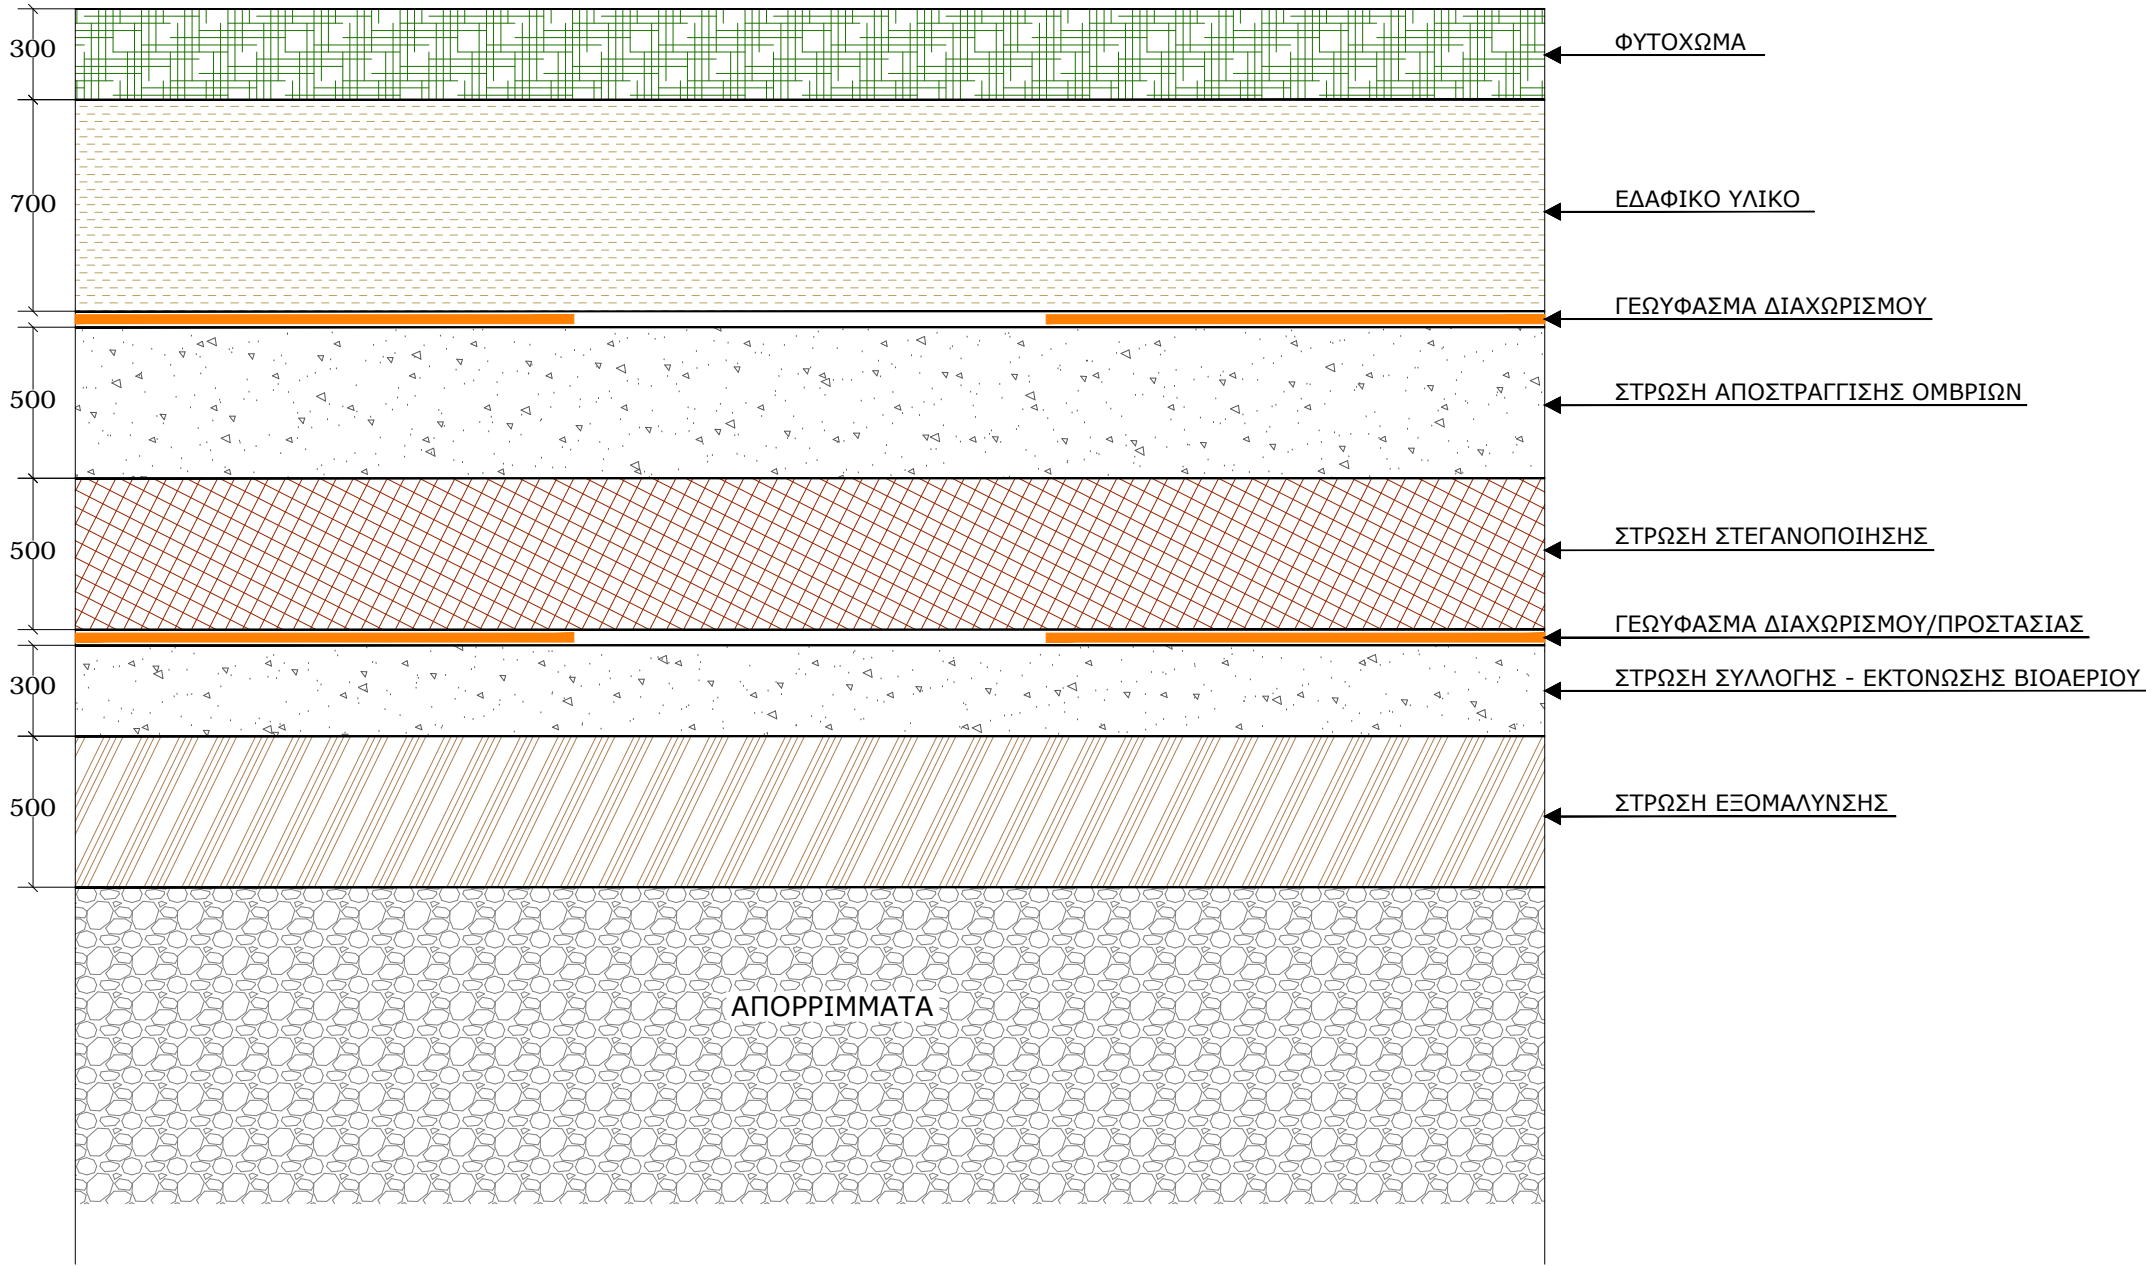 300
ΦΥΤΟΧΩΜΑ
700
ΕΔΑΦΙΚΟ ΥΛΙΚΟ
ΓΕΩΥΦΑΣΜΑ ΔΙΑΧΩΡΙΣΜΟΥ
500
ΣΤΡΩΣΗ ΑΠΟΣΤΡΑΓΓΙΣΗΣ ΟΜΒΡΙΩΝ
500
ΣΤΡΩΣΗ ΣΤΕΓΑΝΟΠΟΙΗΣΗΣ
ΓΕΩΥΦΑΣΜΑ ΔΙΑΧΩΡΙΣΜΟΥ/ΠΡΟΣΤΑΣΙΑΣ
300
ΣΤΡΩΣΗ ΣΥΛΛΟΓΗΣ - ΕΚΤΟΝΩΣΗΣ ΒΙΟΑΕΡΙΟΥ
500
ΣΤΡΩΣΗ ΕΞΟΜΑΛΥΝΣΗΣ
ΑΠΟΡΡΙΜΜΑΤΑ